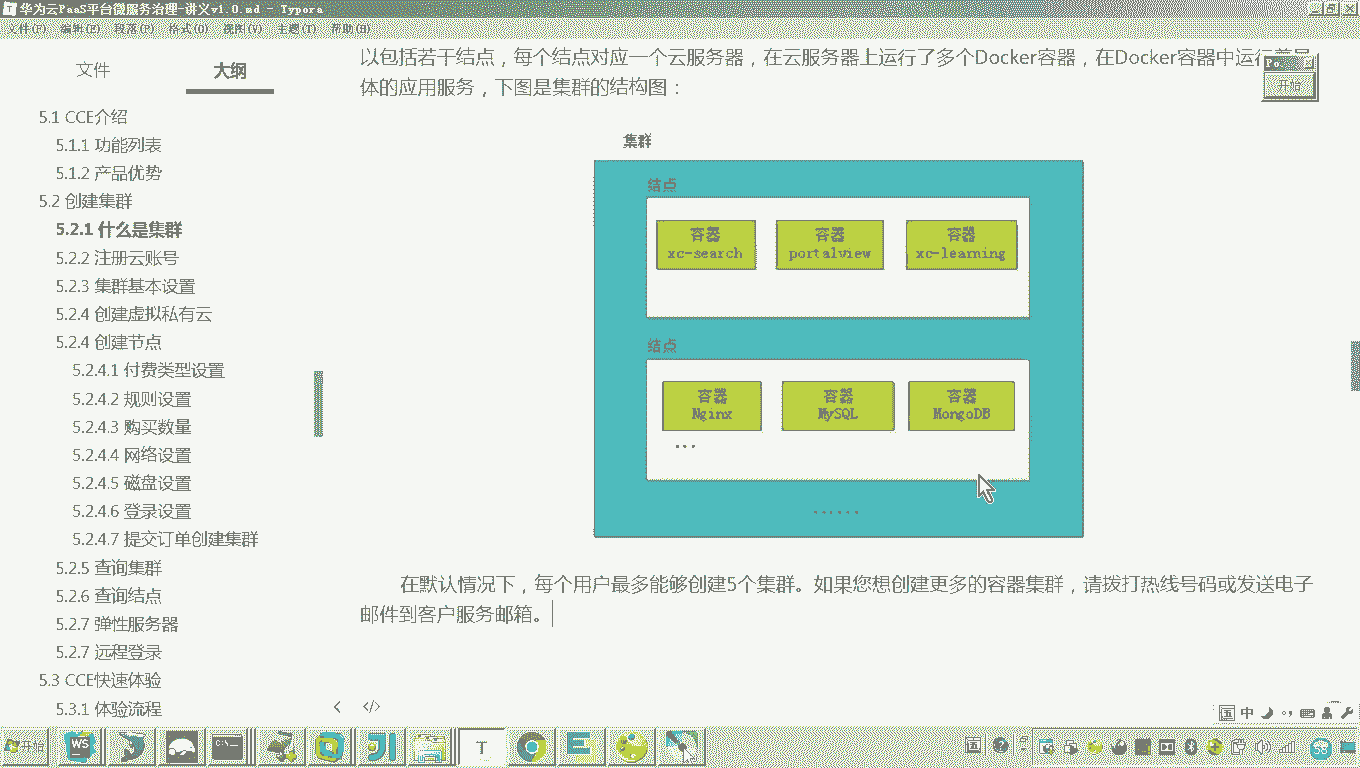 华为云PaaS平台微服务治理-讲义v1.0.md - Typora
文件(F) 编辑(E) 段落(P) 格式(O) 视图(V) 主题(T) 帮助(H)
文件
大纲
5.1 CCE介绍
5.1.1 功能列表
5.1.2 产品优势
5.2 创建集群
5.2.1 什么是集群
5.2.2 注册云账号
5.2.3 集群基本设置
5.2.4 创建虚拟私有云
5.2.4 创建节点
5.2.4.1 付费类型设置
5.2.4.2 规则设置
5.2.4.3 购买数量
5.2.4.4 网络设置
5.2.4.5 磁盘设置
5.2.4.6 登录设置
5.2.4.7 提交订单创建集群
5.2.5 查询集群
5.2.6 查询结点
5.2.7 弹性服务器
5.2.7 远程登录
5.3 CCE快速体验
5.3.1 体验流程
以包括若干结点，每个结点对应一个云服务器，在云服务器上运行了多个Docker容器，在Docker容器中运行
体的应用服务，下图是集群的结构图：
开始
集群
结点
容器
xc-search
容器
portalview
容器
xc-learning
结点
容器
Nginx
容器
MySQL
容器
MongoDB
...
......
在默认情况下，每个用户最多能够创建5个集群。如果您想创建更多的容器集群，请拨打热线号码或发送电子
邮件到客户服务邮箱。
</>
中
开始
WS
C:\
T